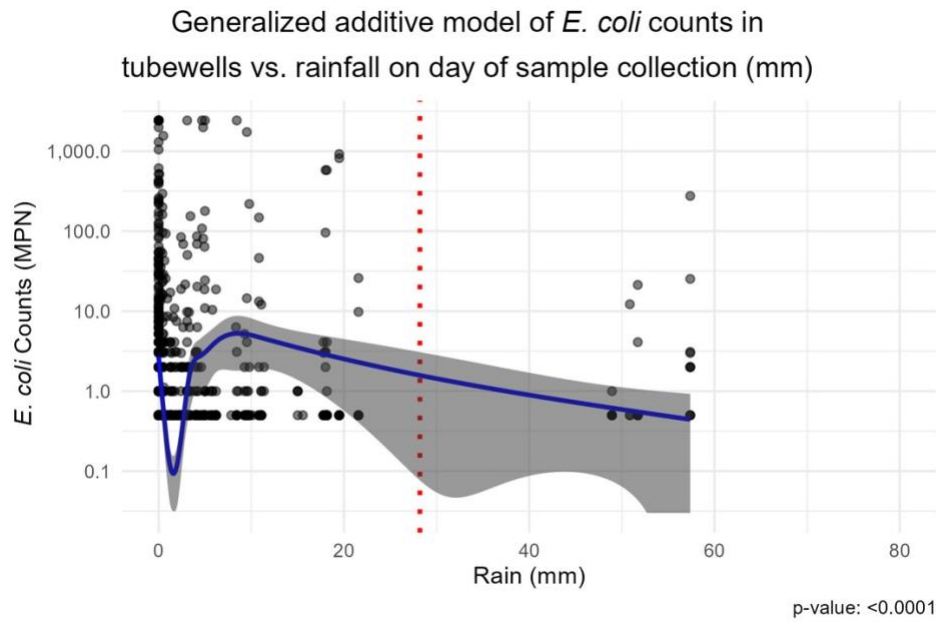 Generalized additive model of E. coli counts in
tubewells vs. rainfall on day of sample collection (mm)
E. coli Counts (MPN)
1,000.0
100.0
10.0
1.0
0.1
0 20 40 60 80
Rain (mm)
p-value: <0.0001